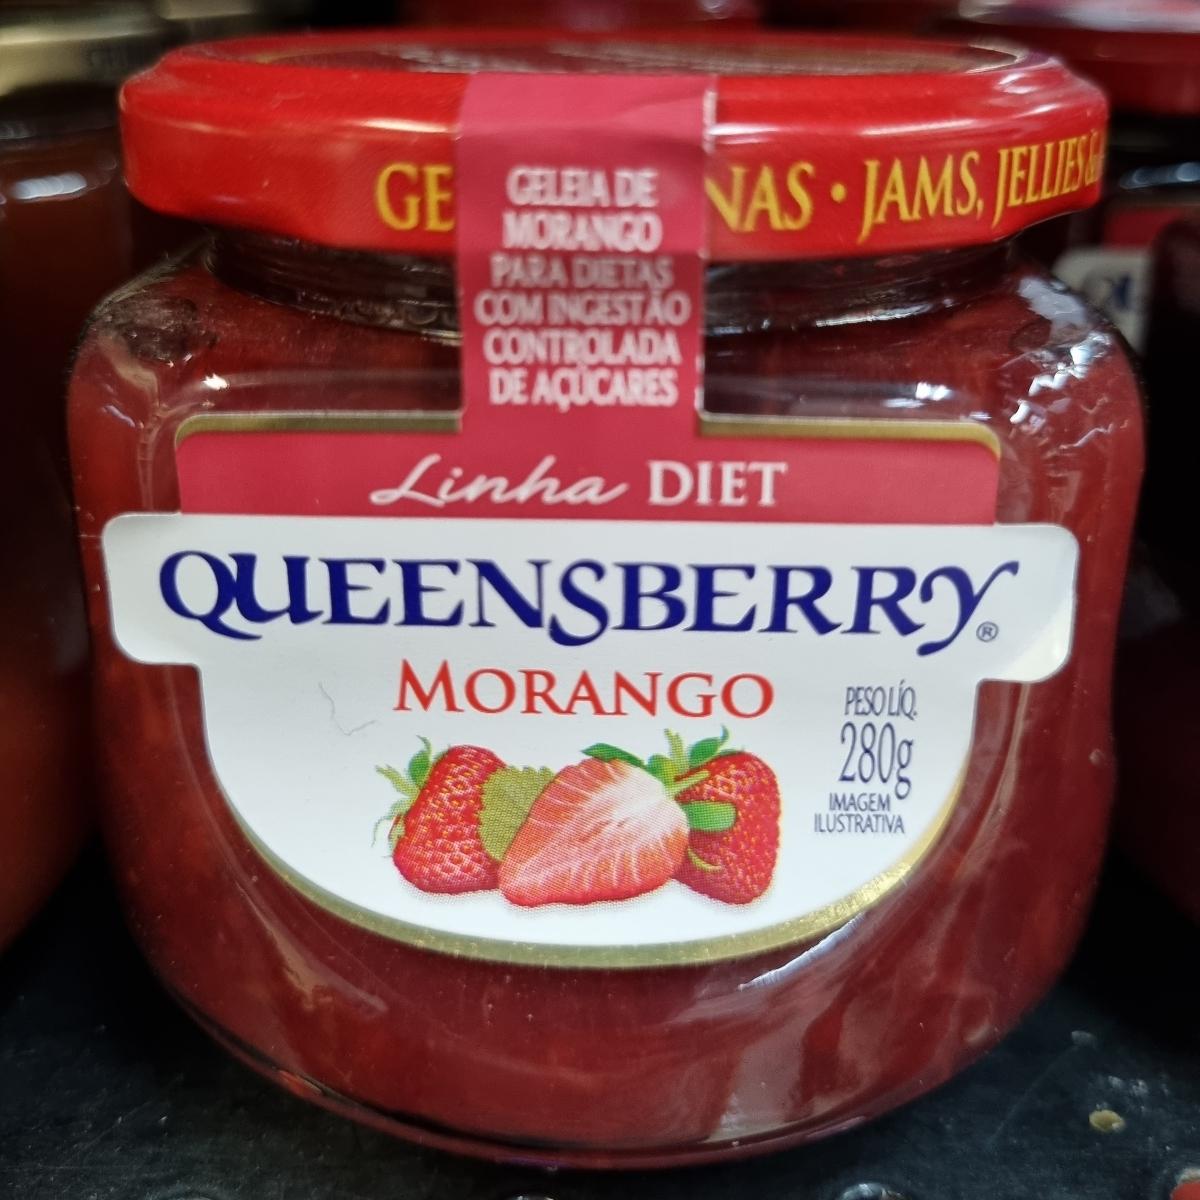 GE
NAS • JAMS, JELLIES &
GELEIA DE
MORANGO
PARA DIETAS
COM INGESTÃO
CONTROLADA
DE AÇÚCARES
Linha DIET
QUEENSBERRY®
MORANGO
PESO LÍQ.
280g
IMAGEM
ILUSTRATIVA